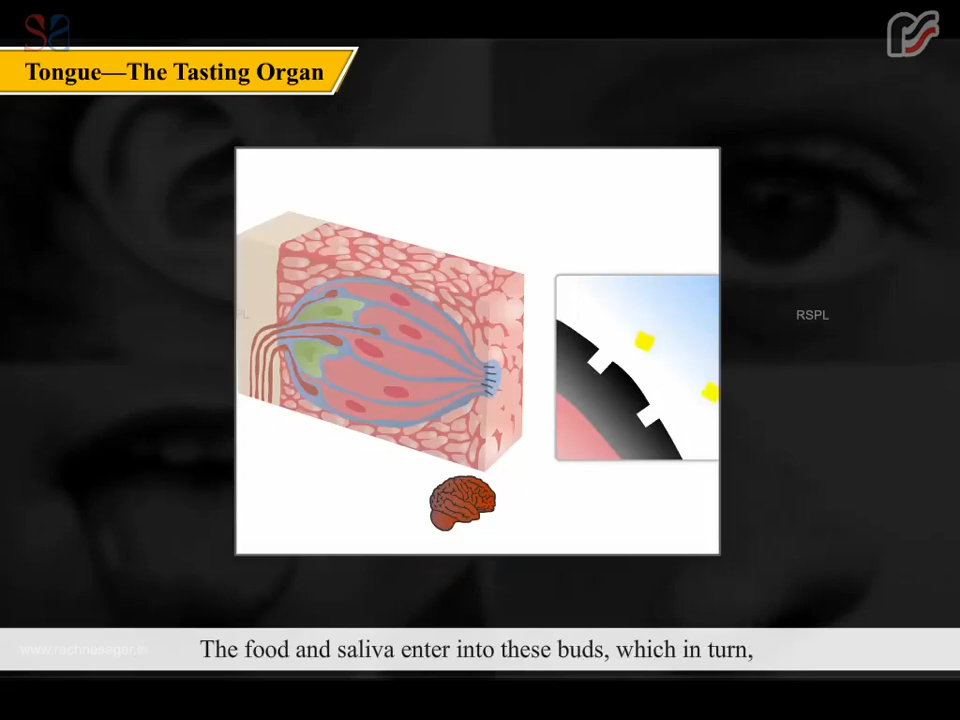 Tongue—The Tasting Organ
PL
RSPL
www.rachnasagar.in
The food and saliva enter into these buds, which in turn,